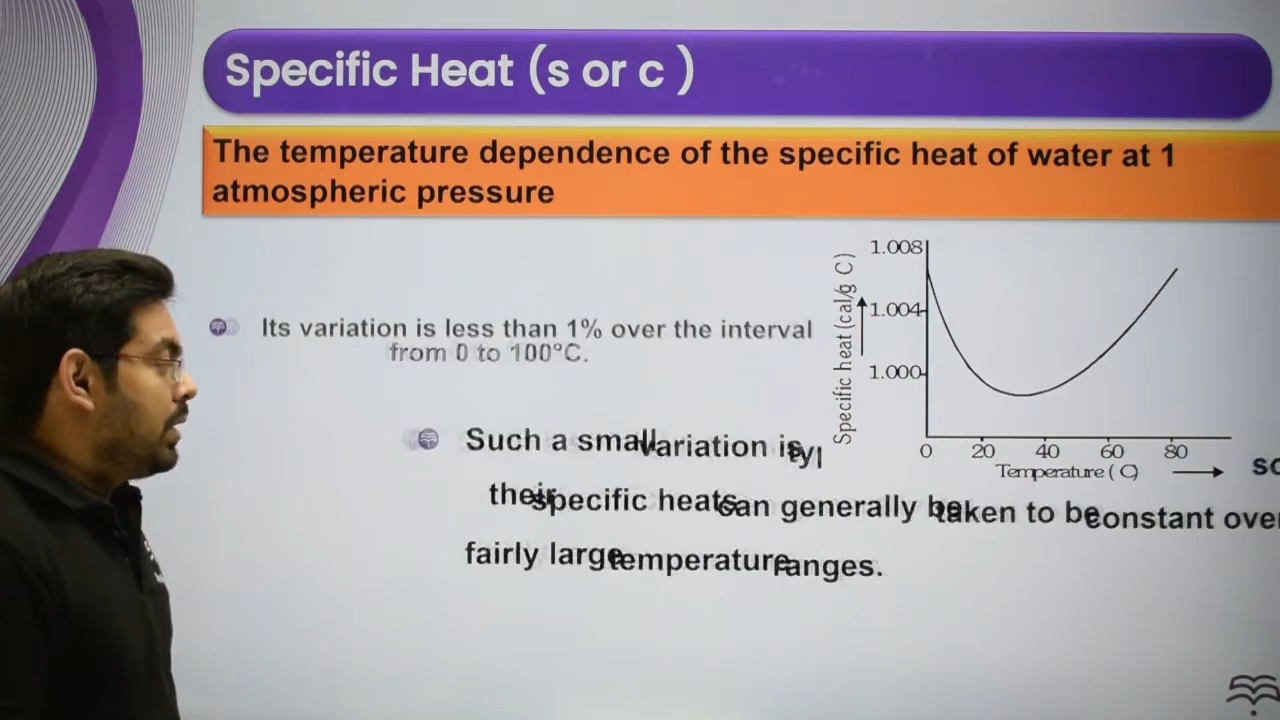 Specific Heat (s or c )
The temperature dependence of the specific heat of water at 1
atmospheric pressure
Its variation is less than 1% over the interval
from 0 to 100°C.
1.008
1.004
1.000
Specific heat (cal/g C)
0 20 40 60 80
Temperature ( C)
Such a small variation is tyl
so
their specific heats can generally be taken to be constant over
fairly large temperature ranges.